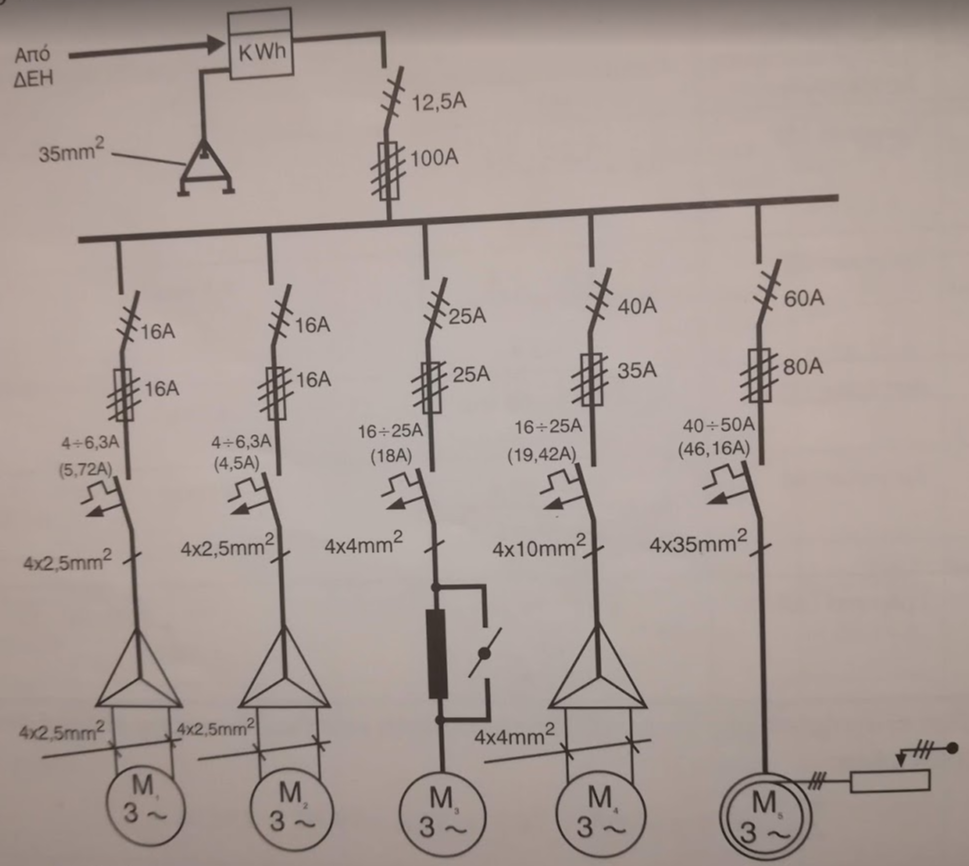 Από
ΔΕΗ
KWh
12,5A
35mm²
100A
16A
16A
25A
40A
60A
16A
16A
25A
35A
80A
4÷6,3A
(5,72A)
4÷6,3A
(4,5A)
16÷25A
(18A)
16÷25A
(19,42A)
40÷50A
(46,16A)
4x2,5mm²
4x2,5mm²
4x4mm²
4x10mm²
4x35mm²
4x2,5mm²
4x2,5mm²
4x4mm²
M₁
3～
M₂
3～
M₃
3～
M₄
3～
M₅
3～